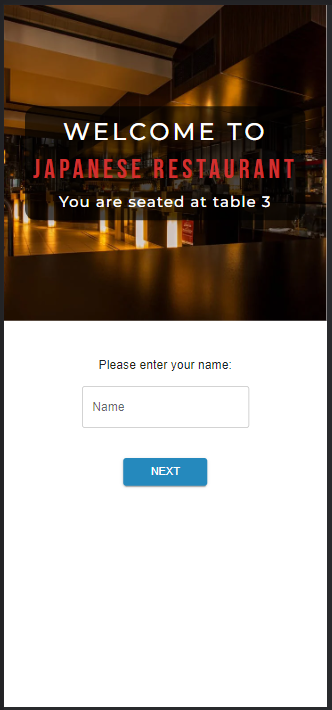 WELCOME TO
JAPANESE RESTAURANT
You are seated at table 3
Please enter your name:
Name
NEXT